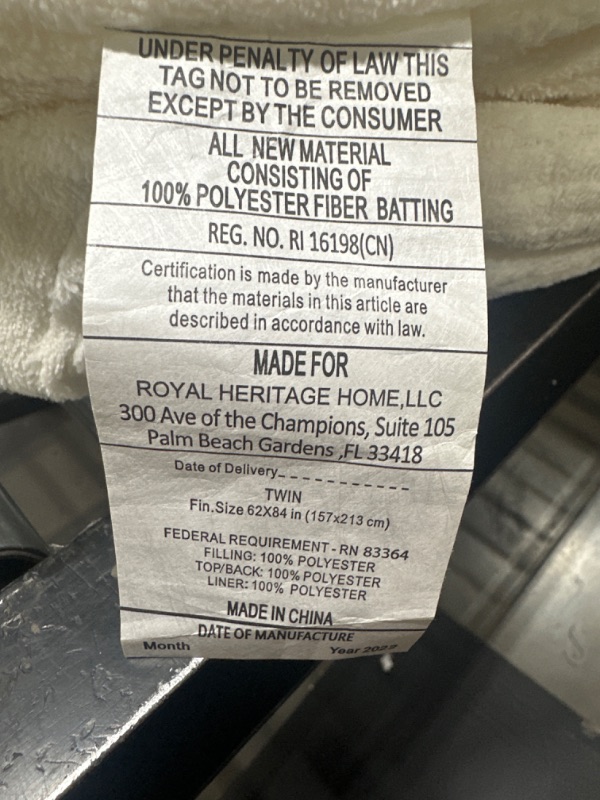 UNDER PENALTY OF LAW THIS
TAG NOT TO BE REMOVED
EXCEPT BY THE CONSUMER
ALL NEW MATERIAL
CONSISTING OF
100% POLYESTER FIBER BATTING
REG. NO. RI 16198(CN)
Certification is made by the manufacturer
that the materials in this article are
described in accordance with law.
MADE FOR
ROYAL HERITAGE HOME,LLC
300 Ave of the Champions, Suite 105
Palm Beach Gardens ,FL 33418
Date of Delivery_ _ _ _ _ _ _ _ _ _ _
TWIN
Fin.Size 62X84 in (157x213 cm)
FEDERAL REQUIREMENT - RN 83364
FILLING: 100% POLYESTER
TOP/BACK: 100% POLYESTER
LINER: 100% POLYESTER
MADE IN CHINA
DATE OF MANUFACTURE
Month Year